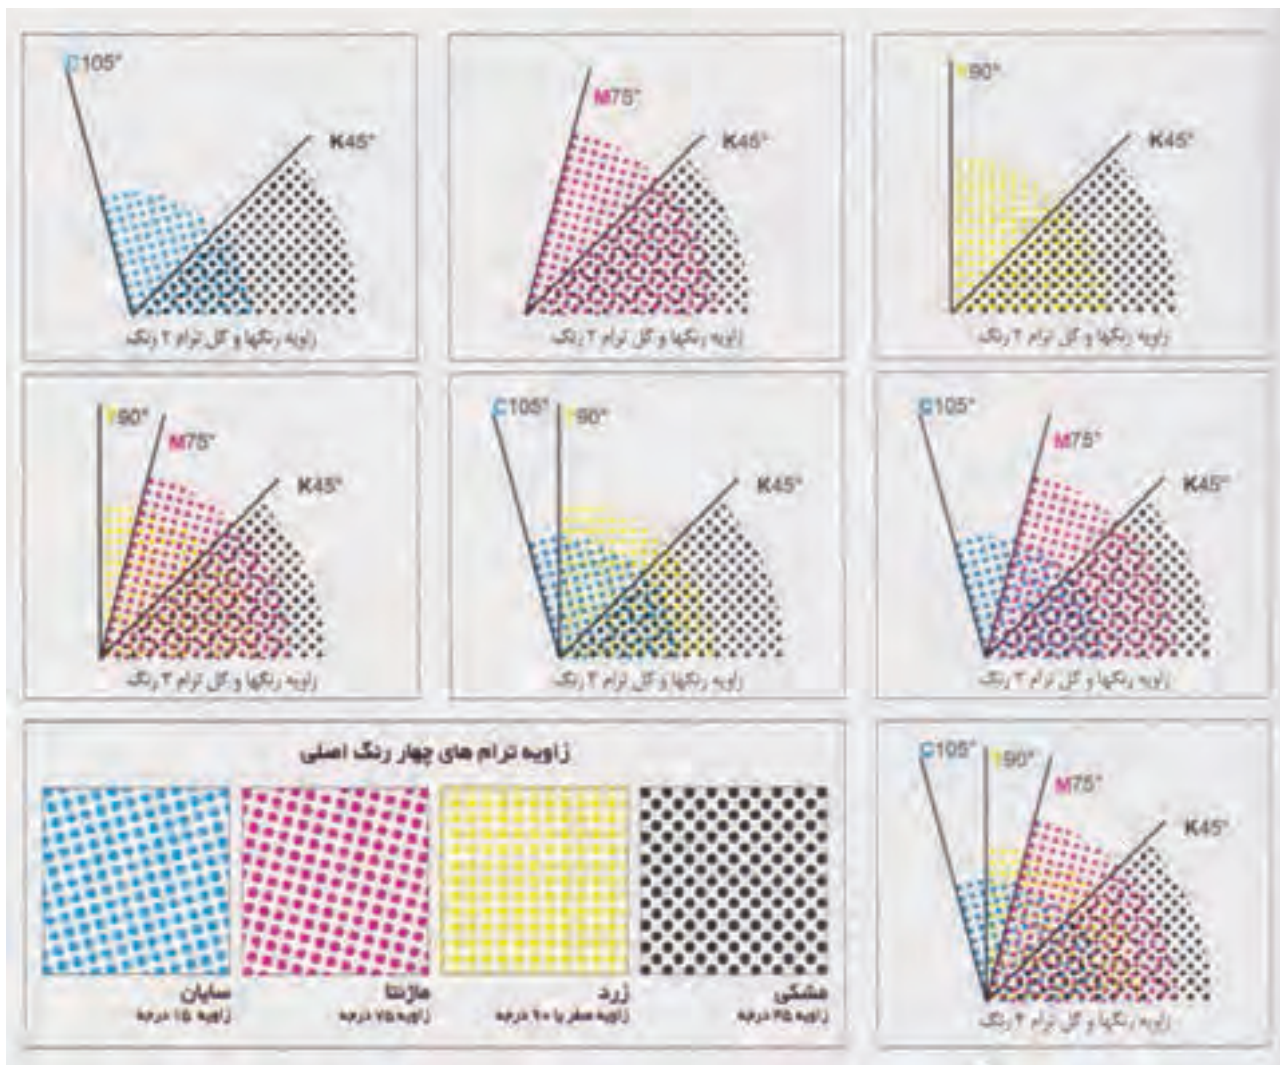 Y90°
K45°
زاویه رنگها و گل ترام ۲ رنگ
M75°
K45°
زاویه رنگها و گل ترام ۲ رنگ
C105°
K45°
زاویه رنگها و گل ترام ۲ رنگ
C105°
M75°
K45°
زاویه رنگها و گل ترام ۳ رنگ
C105°
Y90°
K45°
زاویه رنگها و گل ترام ۳ رنگ
Y90°
M75°
K45°
زاویه رنگها و گل ترام ۳ رنگ
C105°
Y90°
M75°
K45°
زاویه رنگها و گل ترام ۴ رنگ
زاویه ترام های چهار رنگ اصلی
مشکی
زاویه ۴۵ درجه
زرد
زاویه صفر یا ۹۰ درجه
ماژنتا
زاویه ۷۵ درجه
سایان
زاویه ۱۵ درجه